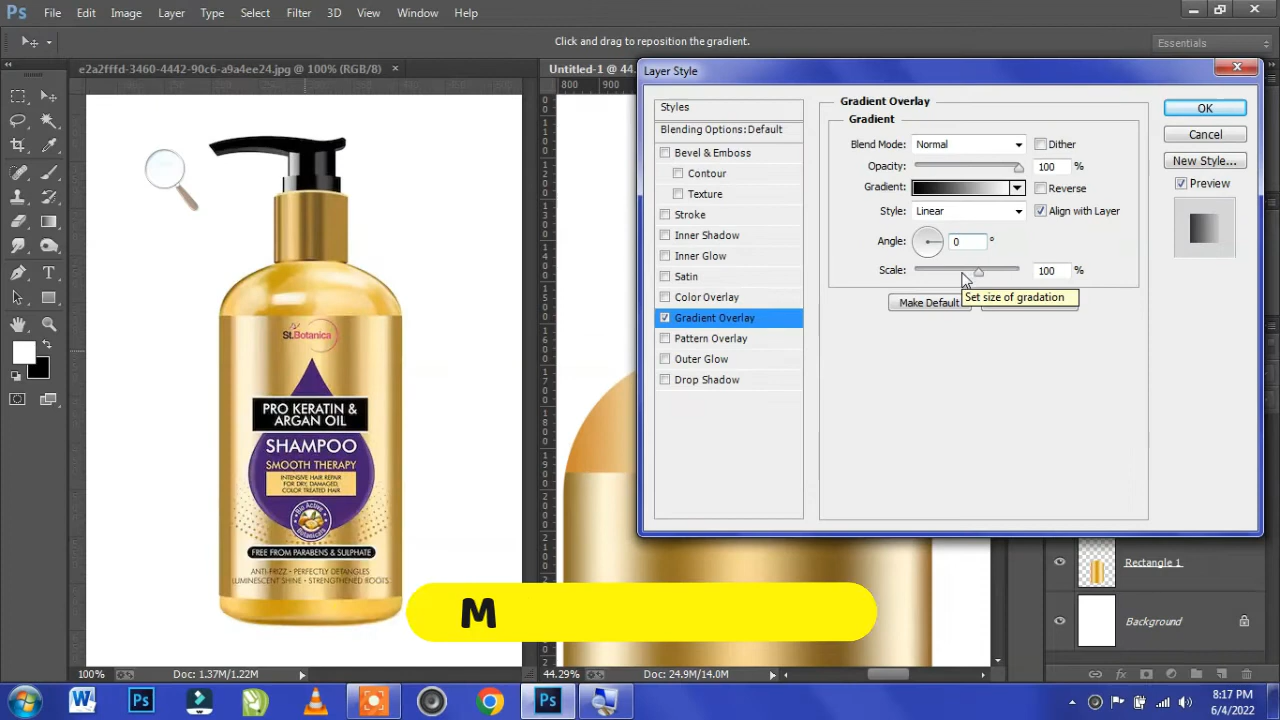 Ps File Edit Image Layer Type Select Filter 3D View Window Help
Click and drag to reposition the gradient.
Essentials
e2a2fffd-3460-4442-90c6-a9a4ee24.jpg @ 100% (RGB/8) ×
Untitled-1 @ 44.
800 900
Layer Style
Styles
Blending Options: Default
Bevel & Emboss
Contour
Texture
Stroke
Inner Shadow
Inner Glow
Satin
Color Overlay
Gradient Overlay
Pattern Overlay
Outer Glow
Drop Shadow
Gradient Overlay
Gradient
Blend Mode: Normal Dither
Opacity: 100 %
Gradient: Reverse
Style: Linear Align with Layer
Angle: 0 °
Scale: 100 %
Make Default
Set size of gradation
OK
Cancel
New Style...
Preview
St.Botanica
PRO KERATIN &
ARGAN OIL
SHAMPOO
SMOOTH THERAPY
INTENSIVE HAIR REPAIR
FOR DRY, DAMAGED,
COLOR TREATED HAIR
Bio Active
Botanicals
FREE FROM PARABENS & SULPHATE
ANTI-FRIZZ • PERFECTLY DETANGLES
LUMINESCENT SHINE • STRENGTHENED ROOTS
M
Rectangle 1
Background
100% Doc: 1.37M/1.22M
44.29% Doc: 24.9M/14.0M
8:17 PM
6/4/2022